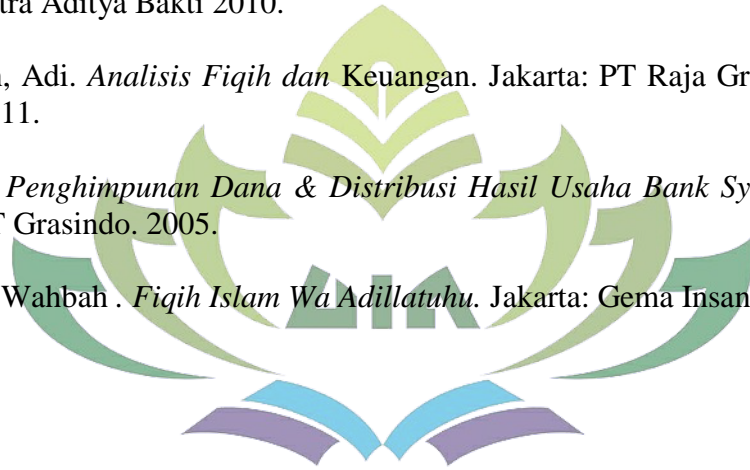 tra Aditya Bakti 2010.
, Adi. Analisis Fiqih dan Keuangan. Jakarta: PT Raja Gr
11.
Penghimpunan Dana & Distribusi Hasil Usaha Bank Sy
T Grasindo. 2005.
Wahbah . Fiqih Islam Wa Adillatuhu. Jakarta: Gema Insan